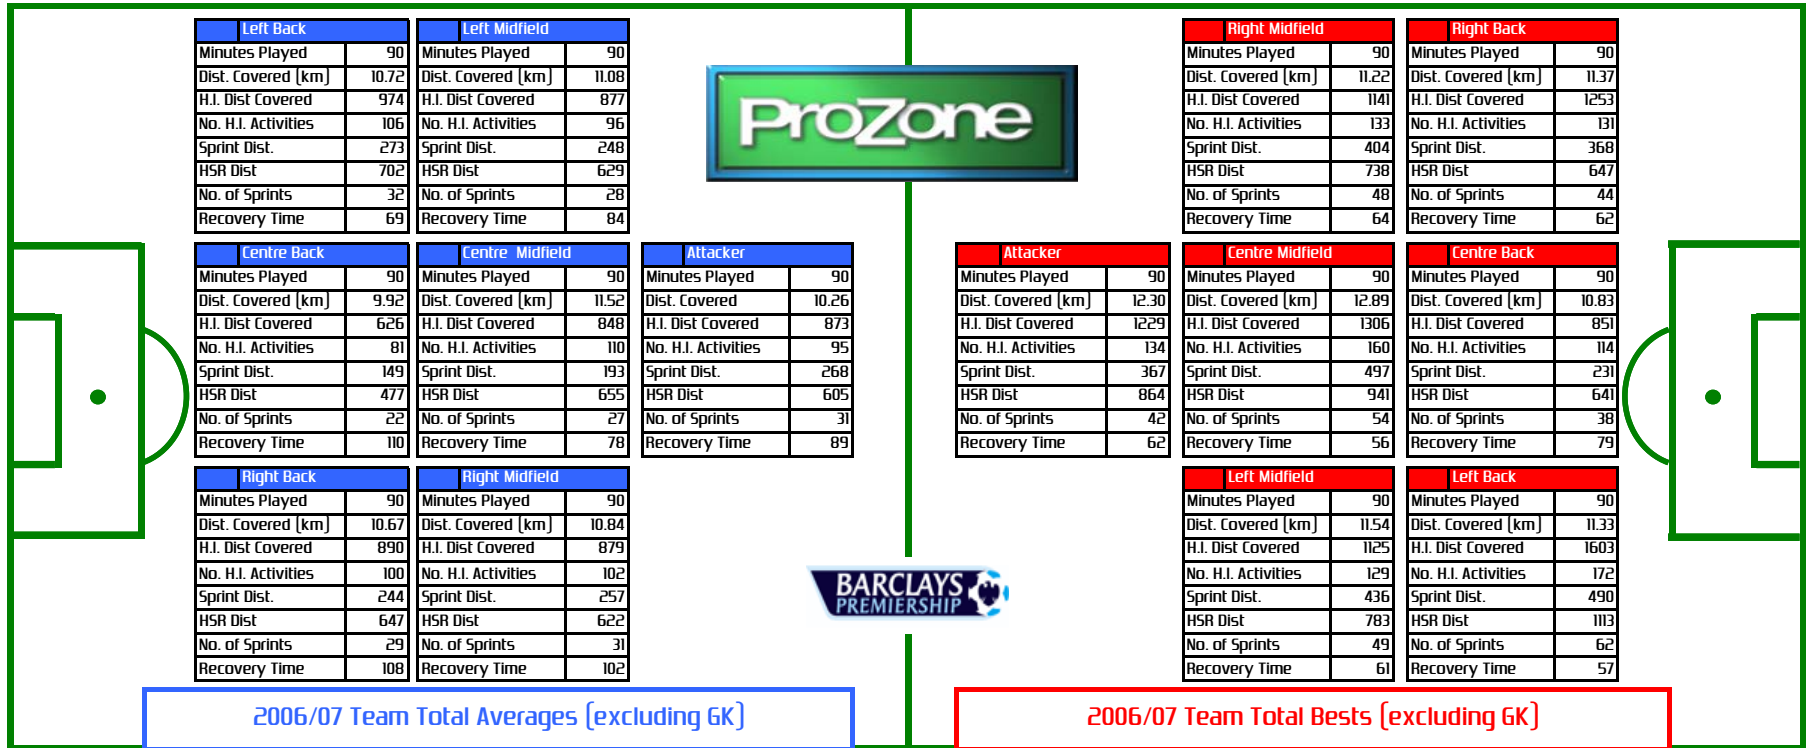 Left Back
Minutes Played 90
Dist. Covered (km) 10.72
H.I. Dist Covered 974
No. H.I. Activities 106
Sprint Dist. 273
HSR Dist 702
No. of Sprints 32
Recovery Time 69
Left Midfield
Minutes Played 90
Dist. Covered (km) 11.08
H.I. Dist Covered 877
No. H.I. Activities 96
Sprint Dist. 248
HSR Dist 629
No. of Sprints 28
Recovery Time 84
ProZone
Right Midfield
Minutes Played 90
Dist. Covered (km) 11.22
H.I. Dist Covered 1141
No. H.I. Activities 133
Sprint Dist. 404
HSR Dist 738
No. of Sprints 48
Recovery Time 64
Right Back
Minutes Played 90
Dist. Covered (km) 11.37
H.I. Dist Covered 1253
No. H.I. Activities 131
Sprint Dist. 368
HSR Dist 647
No. of Sprints 44
Recovery Time 62
Centre Back
Minutes Played 90
Dist. Covered (km) 9.92
H.I. Dist Covered 626
No. H.I. Activities 81
Sprint Dist. 149
HSR Dist 477
No. of Sprints 22
Recovery Time 110
Centre Midfield
Minutes Played 90
Dist. Covered (km) 11.52
H.I. Dist Covered 848
No. H.I. Activities 110
Sprint Dist. 193
HSR Dist 655
No. of Sprints 27
Recovery Time 78
Attacker
Minutes Played 90
Dist. Covered 10.26
H.I. Dist Covered 873
No. H.I. Activities 95
Sprint Dist. 268
HSR Dist 605
No. of Sprints 31
Recovery Time 89
Attacker
Minutes Played 90
Dist. Covered (km) 12.30
H.I. Dist Covered 1229
No. H.I. Activities 134
Sprint Dist. 367
HSR Dist 864
No. of Sprints 42
Recovery Time 62
Centre Midfield
Minutes Played 90
Dist. Covered (km) 12.89
H.I. Dist Covered 1306
No. H.I. Activities 160
Sprint Dist. 497
HSR Dist 941
No. of Sprints 54
Recovery Time 56
Centre Back
Minutes Played 90
Dist. Covered (km) 10.83
H.I. Dist Covered 851
No. H.I. Activities 114
Sprint Dist. 231
HSR Dist 641
No. of Sprints 38
Recovery Time 79
Right Back
Minutes Played 90
Dist. Covered (km) 10.67
H.I. Dist Covered 890
No. H.I. Activities 100
Sprint Dist. 244
HSR Dist 647
No. of Sprints 29
Recovery Time 108
Right Midfield
Minutes Played 90
Dist. Covered (km) 10.84
H.I. Dist Covered 879
No. H.I. Activities 102
Sprint Dist. 257
HSR Dist 622
No. of Sprints 31
Recovery Time 102
BARCLAYS
PREMIERSHIP
Left Midfield
Minutes Played 90
Dist. Covered (km) 11.54
H.I. Dist Covered 1125
No. H.I. Activities 129
Sprint Dist. 436
HSR Dist 783
No. of Sprints 49
Recovery Time 61
Left Back
Minutes Played 90
Dist. Covered (km) 11.33
H.I. Dist Covered 1603
No. H.I. Activities 172
Sprint Dist. 490
HSR Dist 1113
No. of Sprints 62
Recovery Time 57
2006/07 Team Total Averages (excluding GK)
2006/07 Team Total Bests (excluding GK)